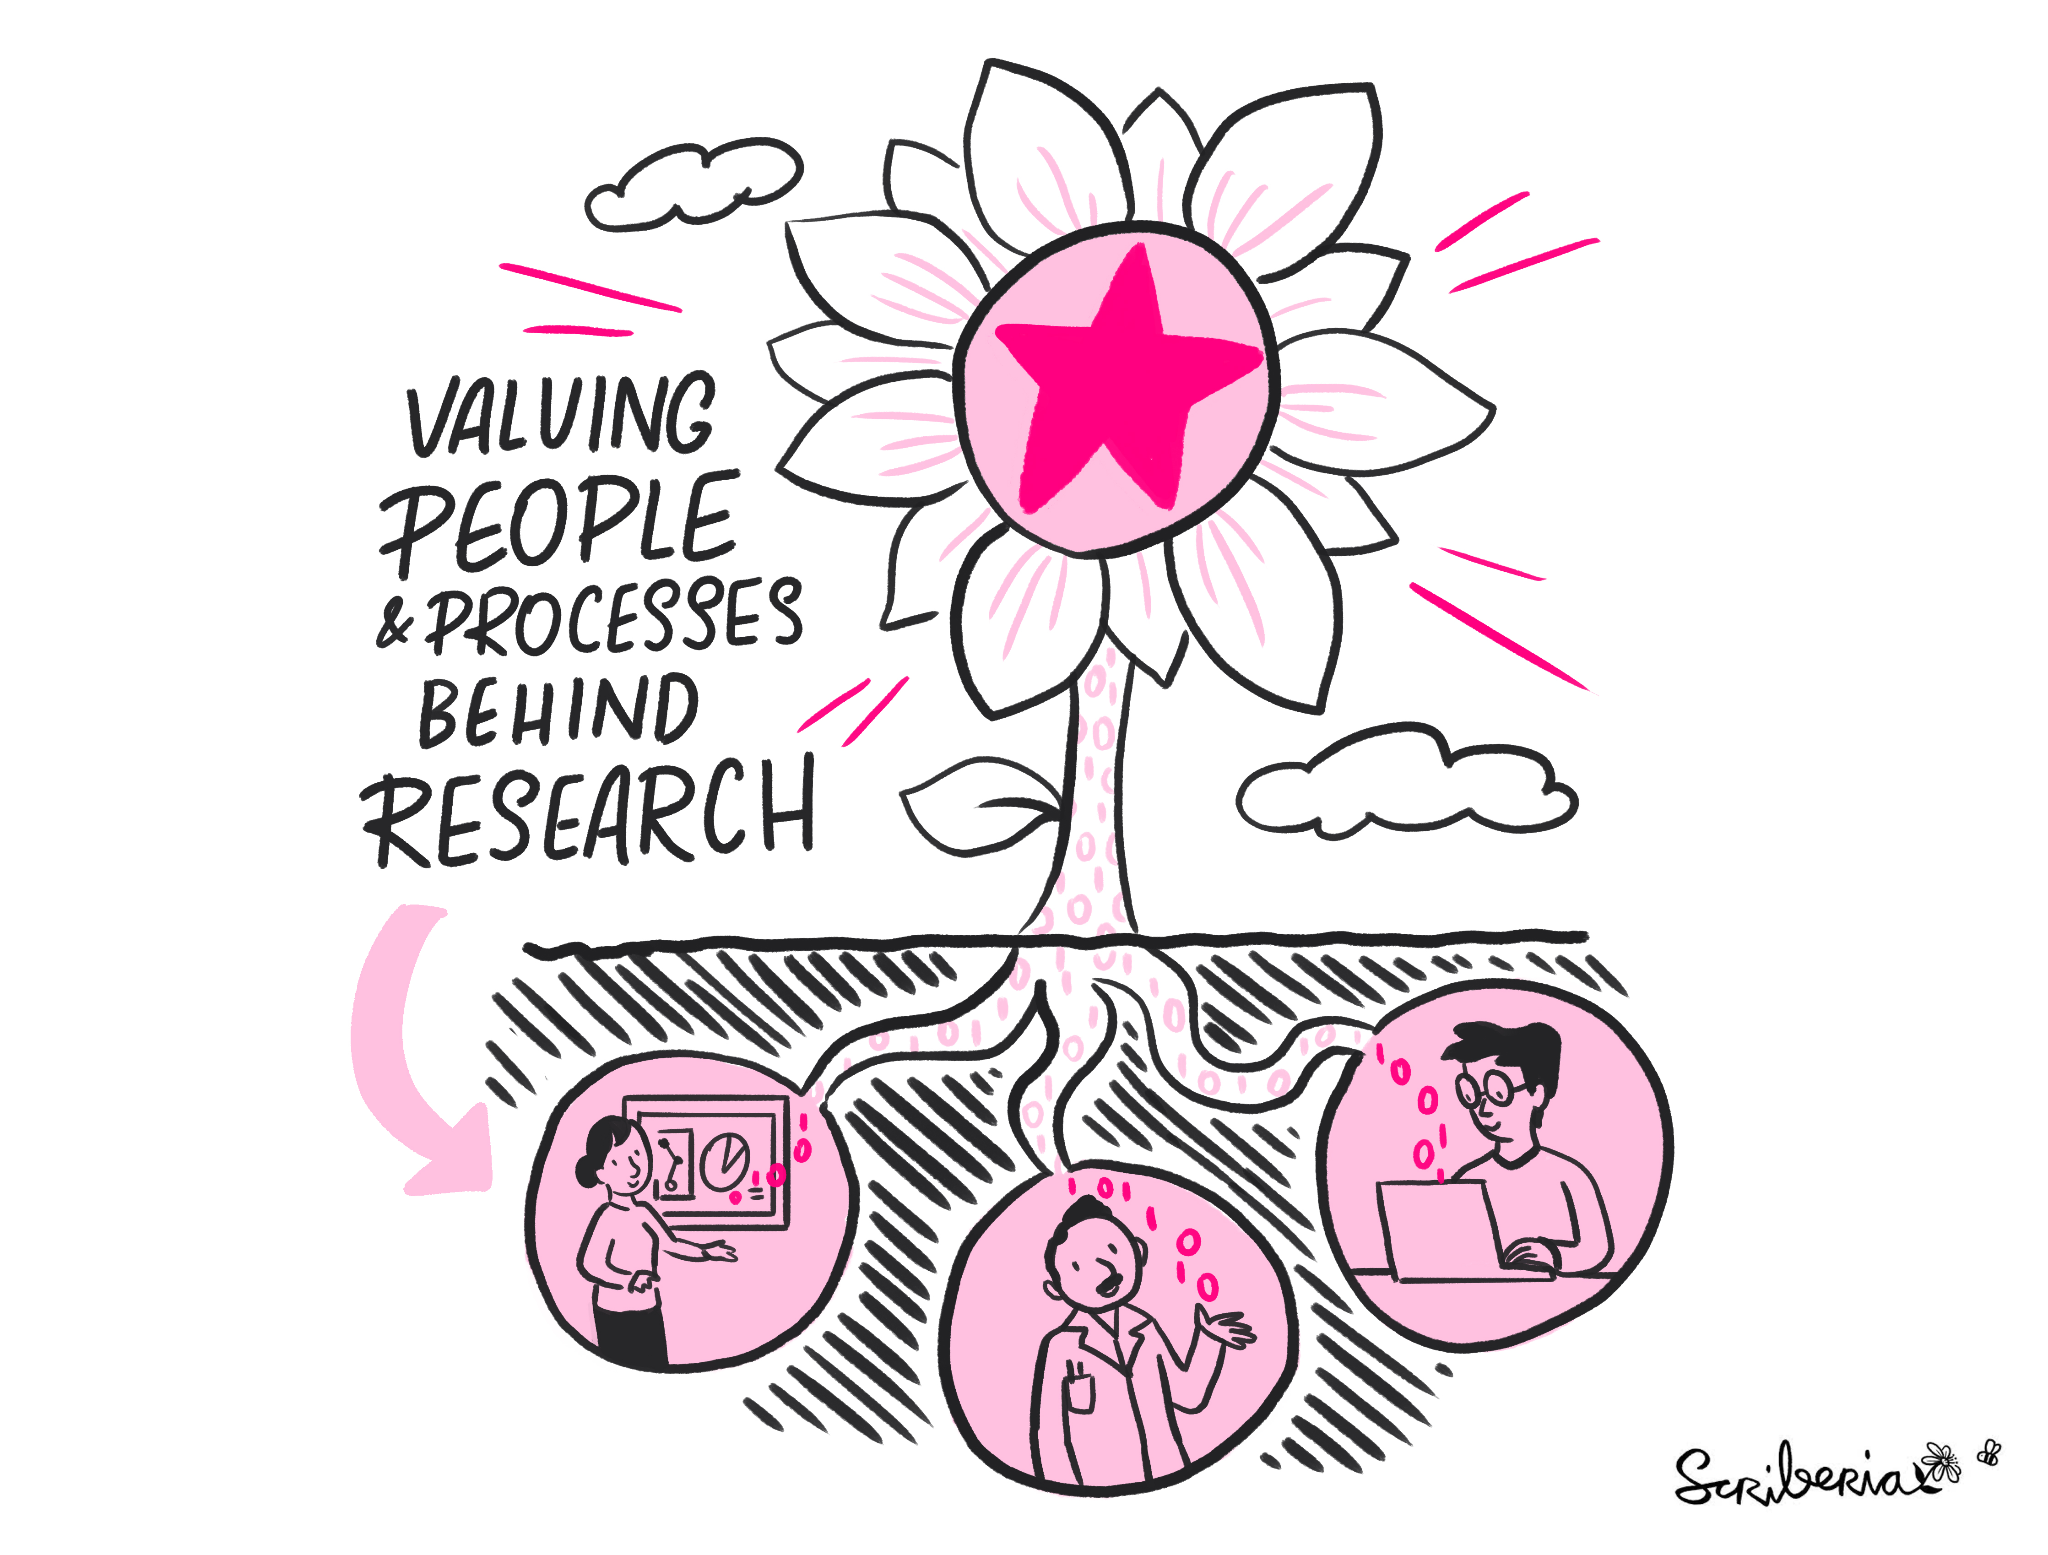 VALUING
PEOPLE
& PROCESSES
BEHIND
RESEARCH
Scriberia